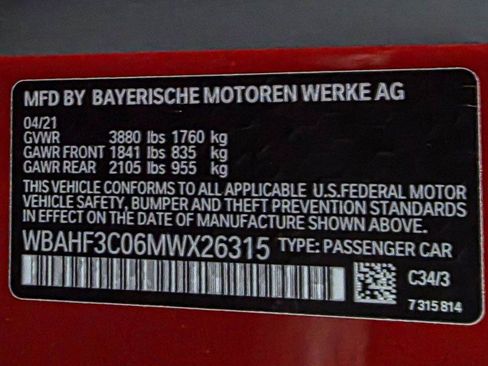 MFD BY BAYERISCHE MOTOREN WERKE AG
04/21
GVWR 3880 lbs 1760 kg
GAWR FRONT 1841 lbs 835 kg
GAWR REAR 2105 lbs 955 kg
THIS VEHICLE CONFORMS TO ALL APPLICABLE U.S.FEDERAL MOTOR
VEHICLE SAFETY, BUMPER AND THEFT PREVENTION STANDARDS
IN EFFECT ON THE DATE OF MANUFACTURE SHOWN ABOVE.
WBAHF3C06MWX26315 TYPE: PASSENGER CAR
C34/3
7 315 814